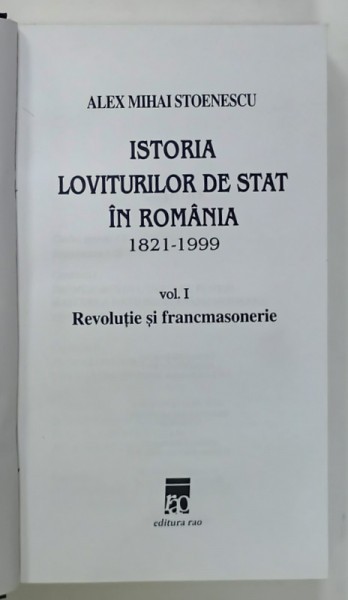 ALEX MIHAI STOENESCU
ISTORIA
LOVITURILOR DE STAT
ÎN ROMÂNIA
1821-1999
vol. I
Revoluție și francmasonerie
rao
editura rao